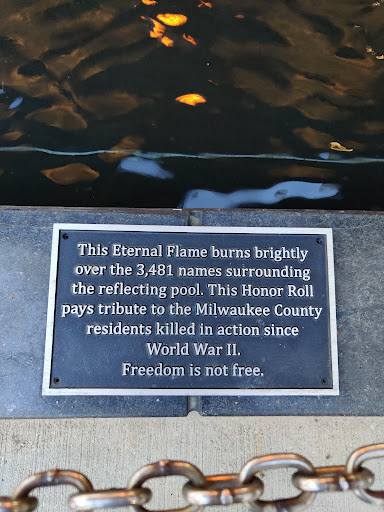 This Eternal Flame burns brightly
over the 3,481 names surrounding
the reflecting pool. This Honor Roll
pays tribute to the Milwaukee County
residents killed in action since
World War II.
Freedom is not free.